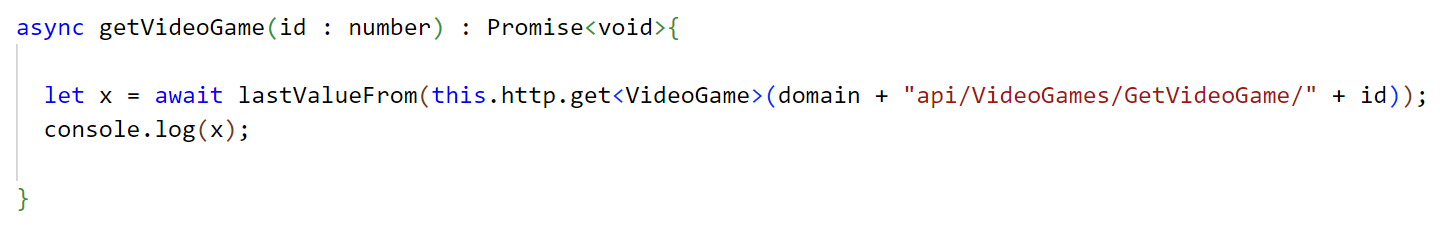 async getVideoGame(id : number) : Promise<void>{
let x = await lastValueFrom(this.http.get<VideoGame>(domain + "api/VideoGames/GetVideoGame/" + id));
console.log(x);
}